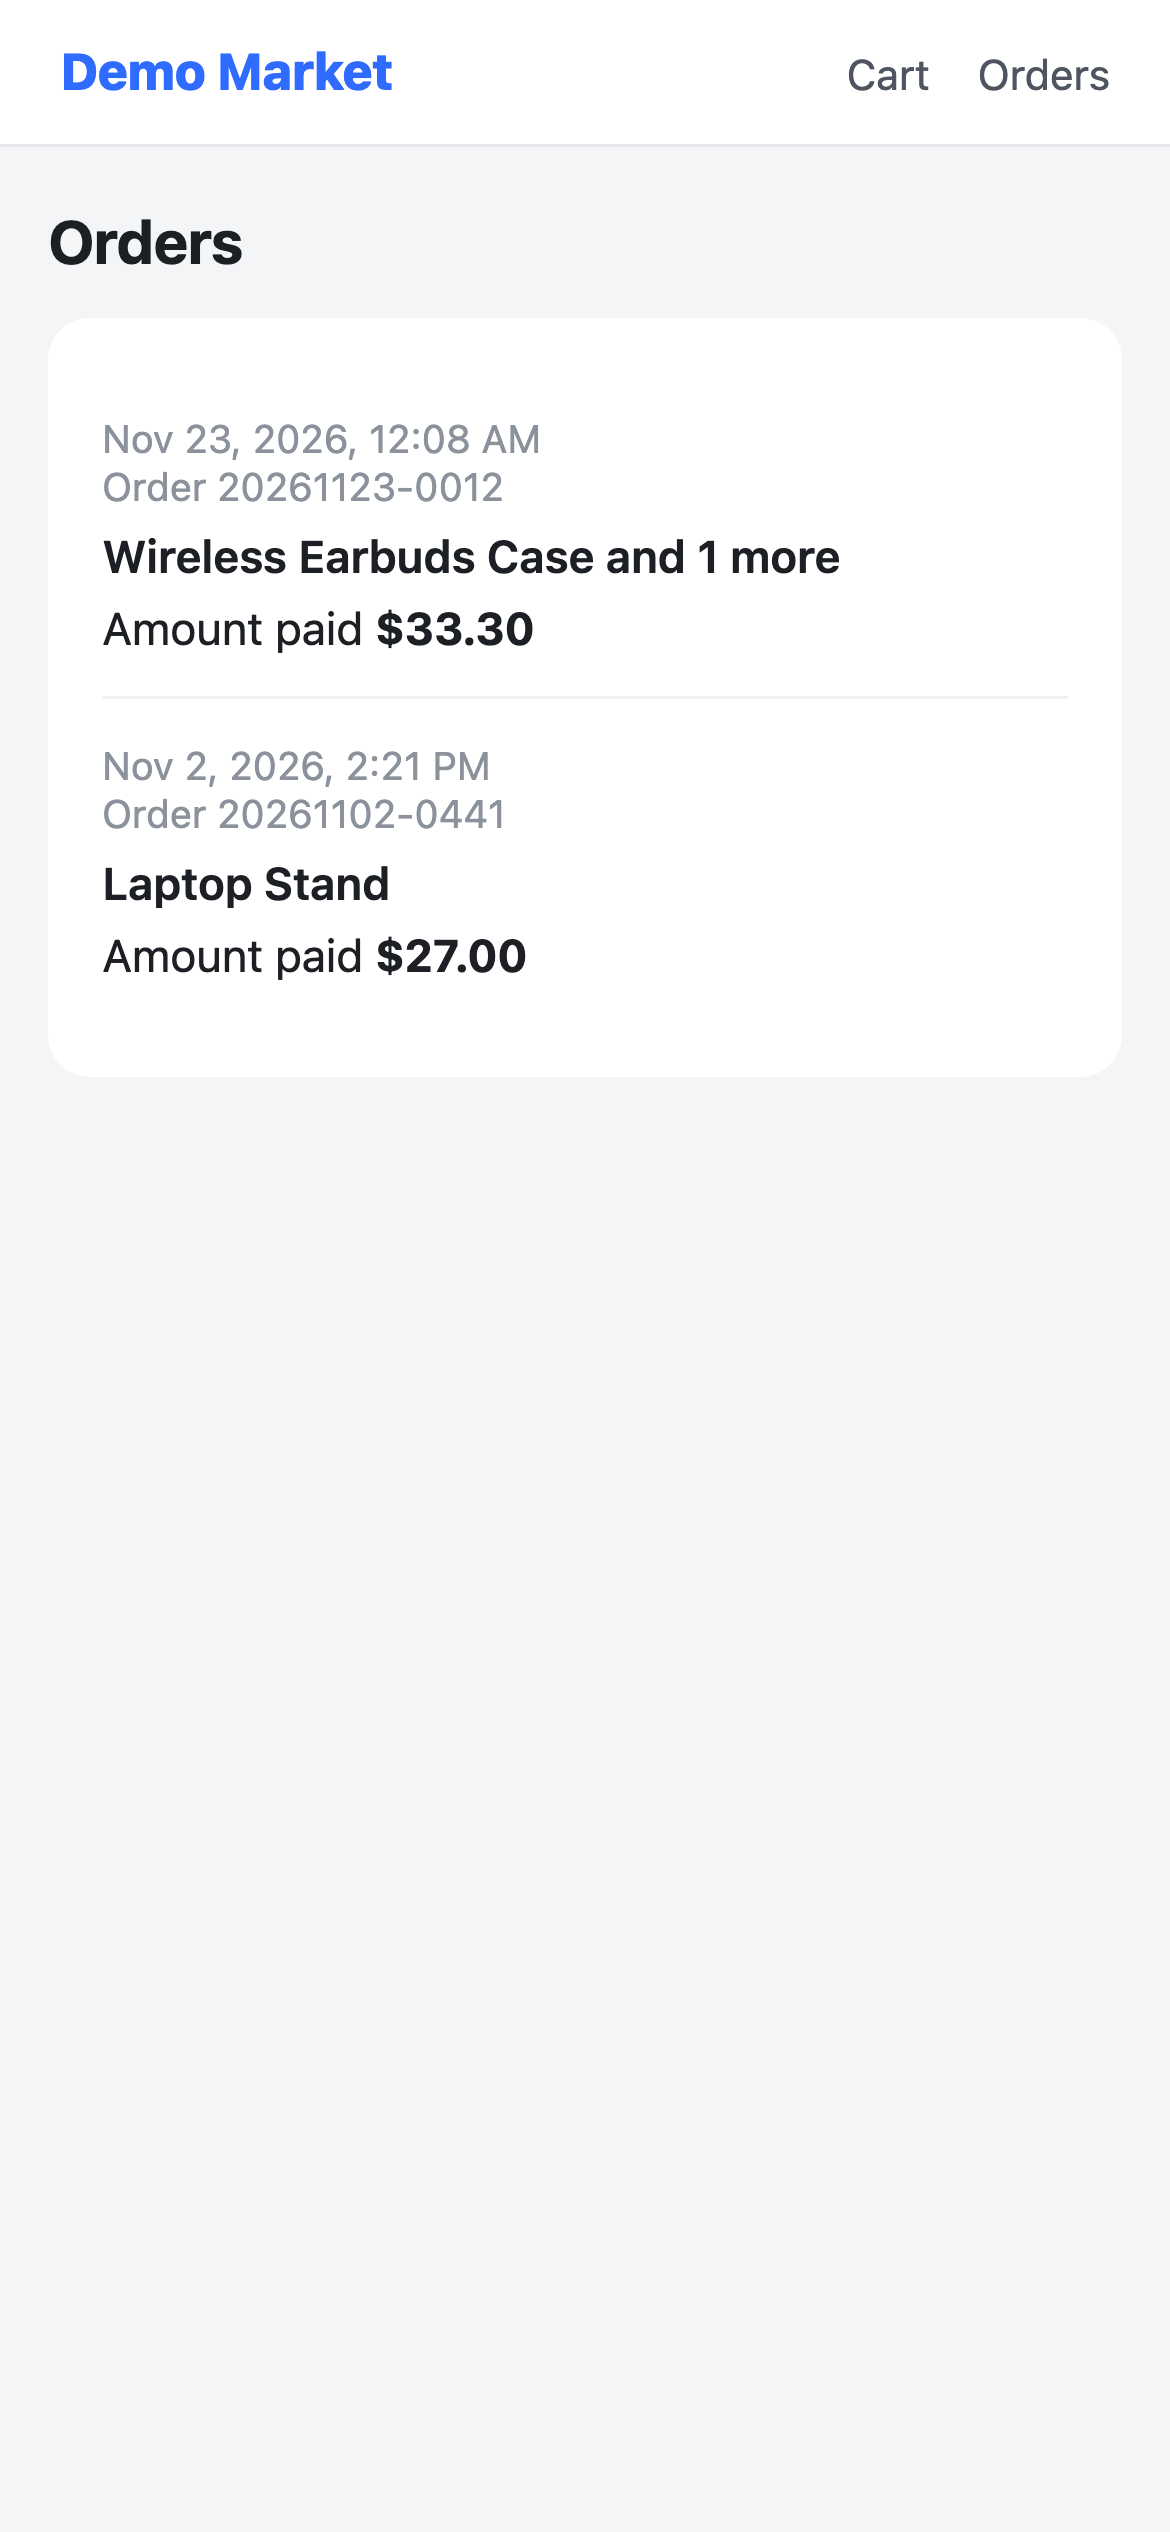 Demo Market
Cart Orders
Orders
Nov 23, 2026, 12:08 AM
Order 20261123-0012
Wireless Earbuds Case and 1 more
Amount paid $33.30
Nov 2, 2026, 2:21 PM
Order 20261102-0441
Laptop Stand
Amount paid $27.00